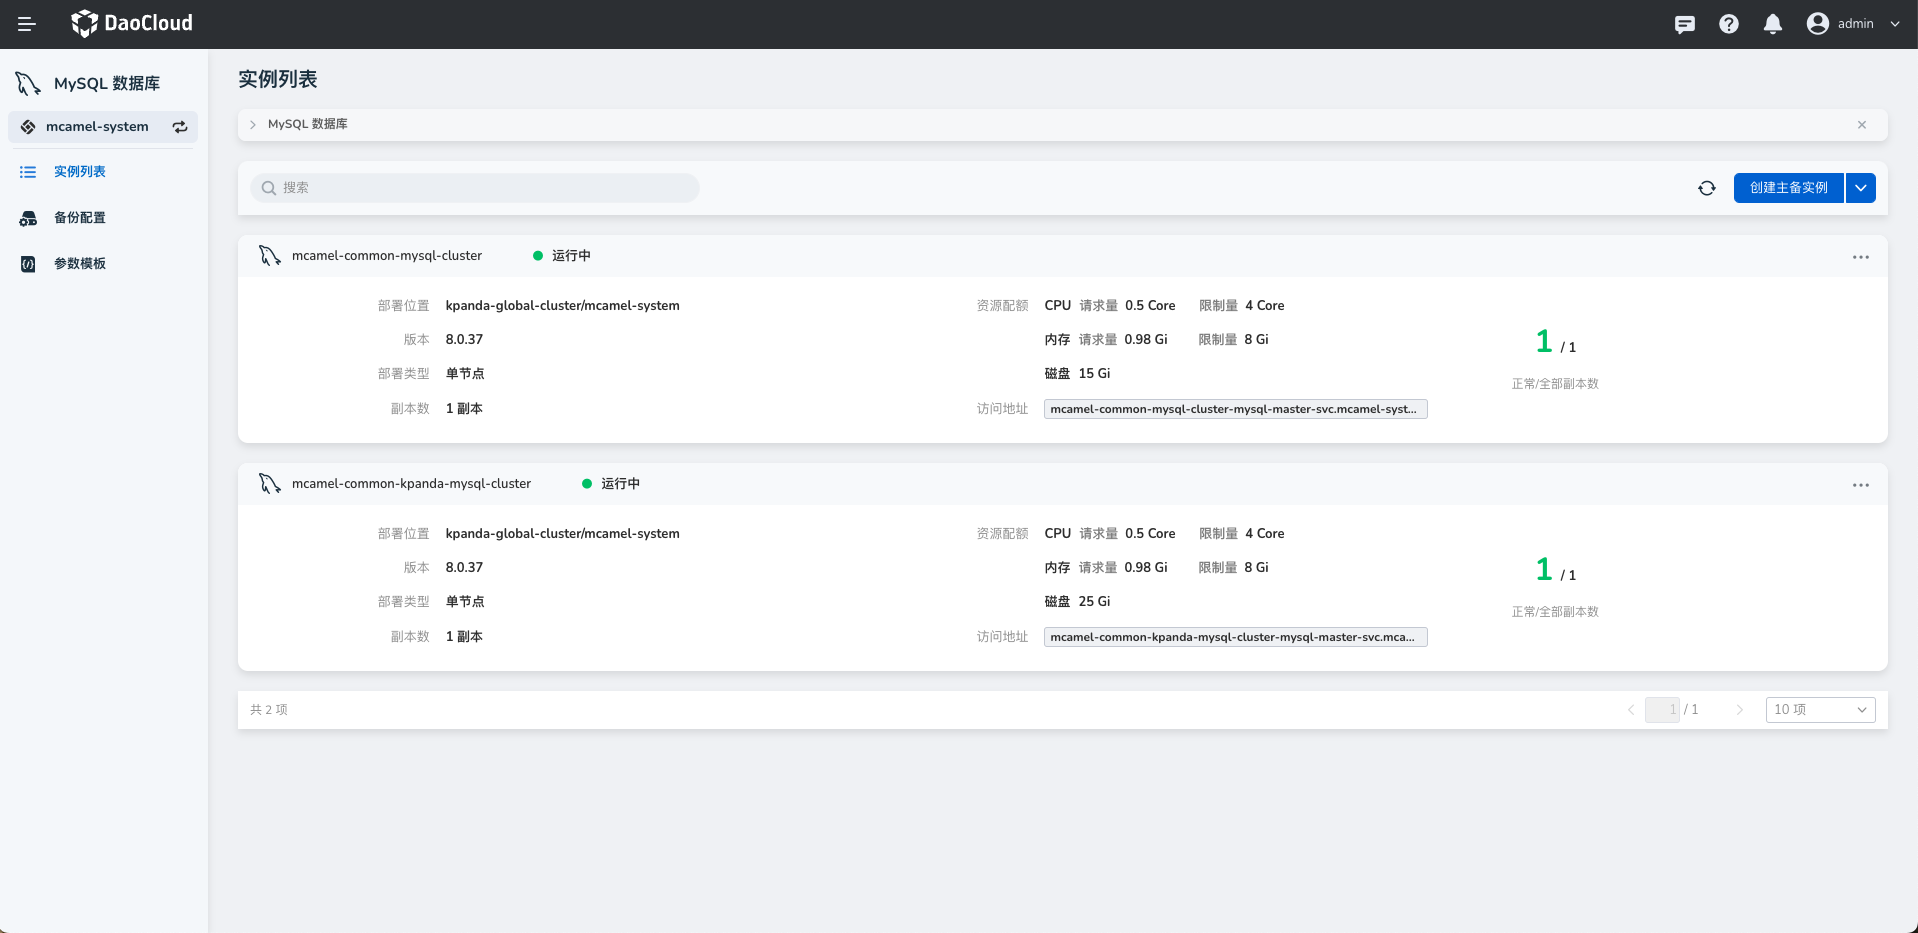 DaoCloud
admin
MySQL 数据库
mcamel-system
实例列表
备份配置
参数模板
实例列表
MySQL 数据库
搜索
创建主备实例
mcamel-common-mysql-cluster 运行中
部署位置 kpanda-global-cluster/mcamel-system
版本 8.0.37
部署类型 单节点
副本数 1 副本
资源配额 CPU 请求量 0.5 Core 限制量 4 Core
内存 请求量 0.98 Gi 限制量 8 Gi
磁盘 15 Gi
访问地址 mcamel-common-mysql-cluster-mysql-master-svc.mcamel-syst...
1 / 1
正常/全部副本数
mcamel-common-kpanda-mysql-cluster 运行中
部署位置 kpanda-global-cluster/mcamel-system
版本 8.0.37
部署类型 单节点
副本数 1 副本
资源配额 CPU 请求量 0.5 Core 限制量 4 Core
内存 请求量 0.98 Gi 限制量 8 Gi
磁盘 25 Gi
访问地址 mcamel-common-kpanda-mysql-cluster-mysql-master-svc.mca...
1 / 1
正常/全部副本数
共 2 项
1 / 1
10 项